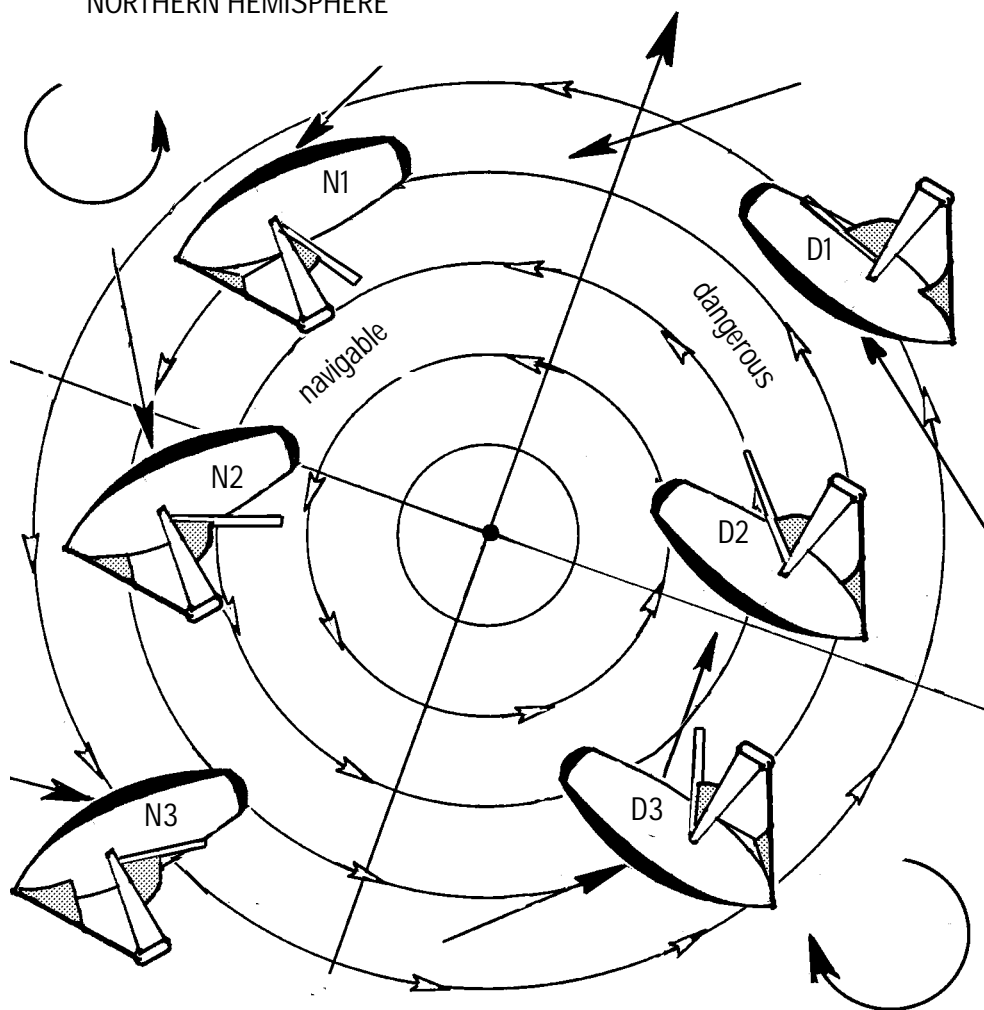 NORTHERN HEMISPHERE
N1
D1
dangerous
navigable
N2
D2
N3
D3